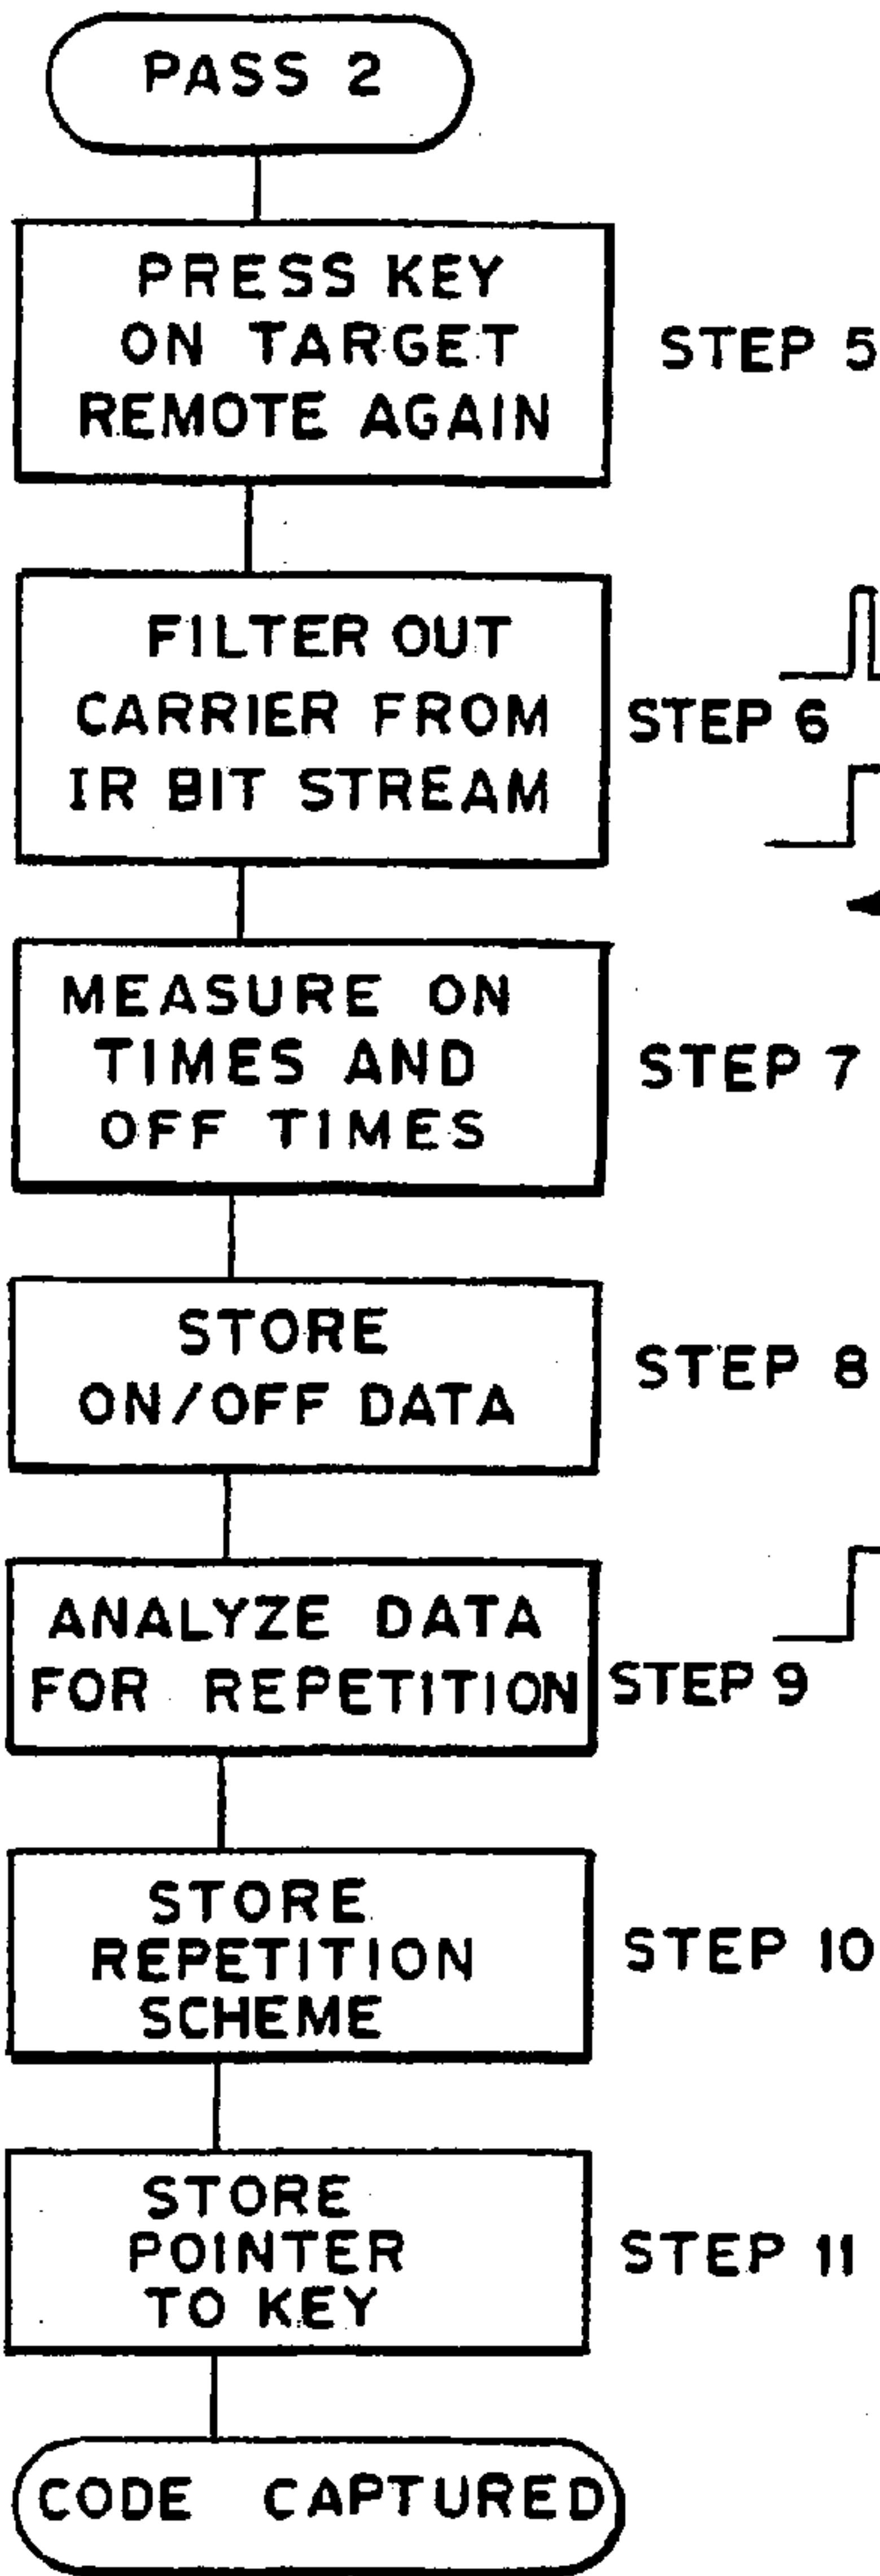 PASS 2
PRESS KEY
ON TARGET
REMOTE AGAIN
STEP 5
FILTER OUT
CARRIER FROM
IR BIT STREAM
STEP 6
MEASURE ON
TIMES AND
OFF TIMES
STEP 7
STORE
ON/OFF DATA
STEP 8
ANALYZE DATA
FOR REPETITION
STEP 9
STORE
REPETITION
SCHEME
STEP 10
STORE
POINTER
TO KEY
STEP 11
CODE CAPTURED